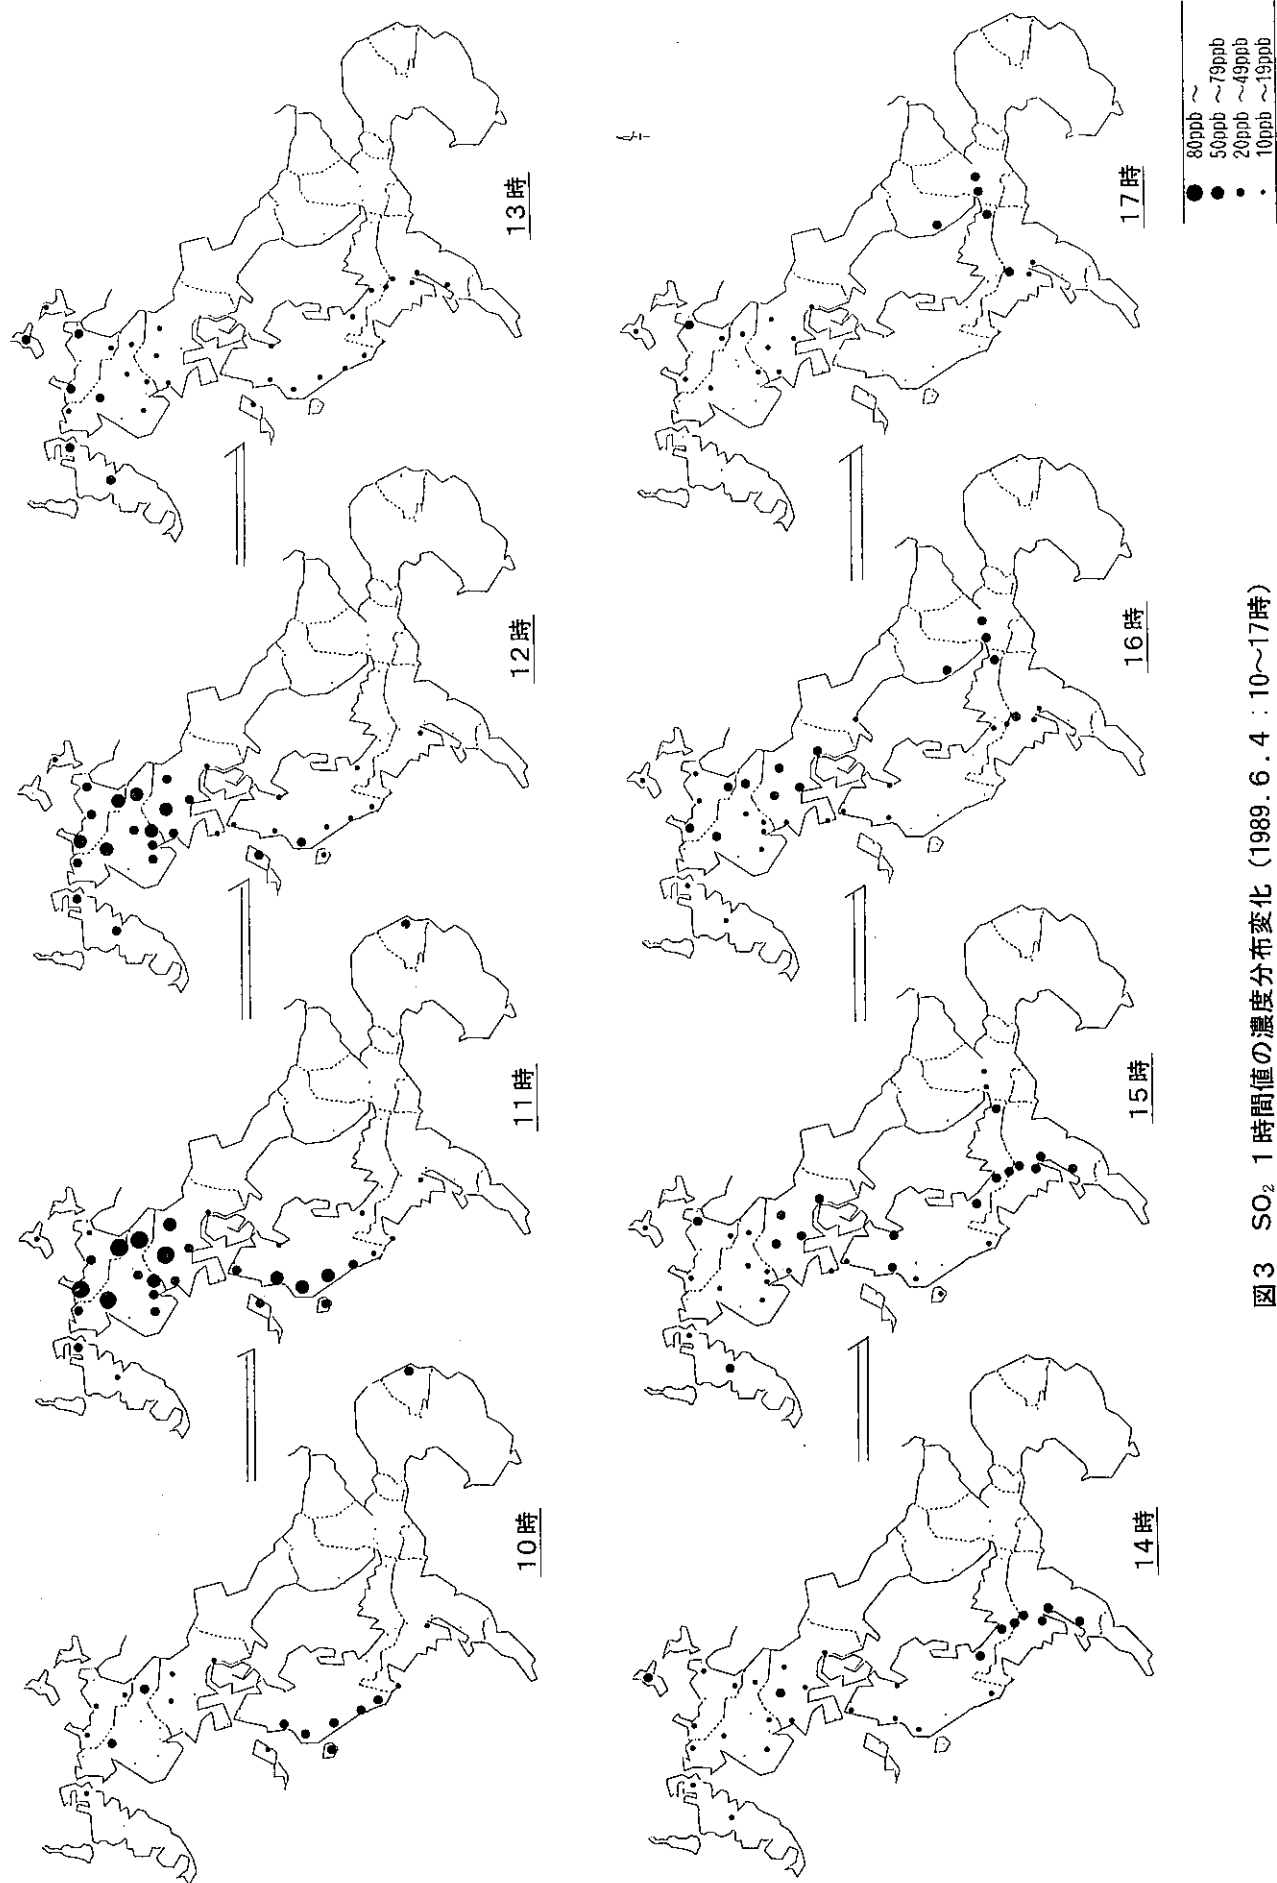 10時
11時
12時
13時
14時
15時
16時
17時
80ppb ～
50ppb ～79ppb
20ppb ～49ppb
10ppb ～19ppb
図3 SO₂ 1時間値の濃度分布変化 (1989.6.4 : 10～17時)